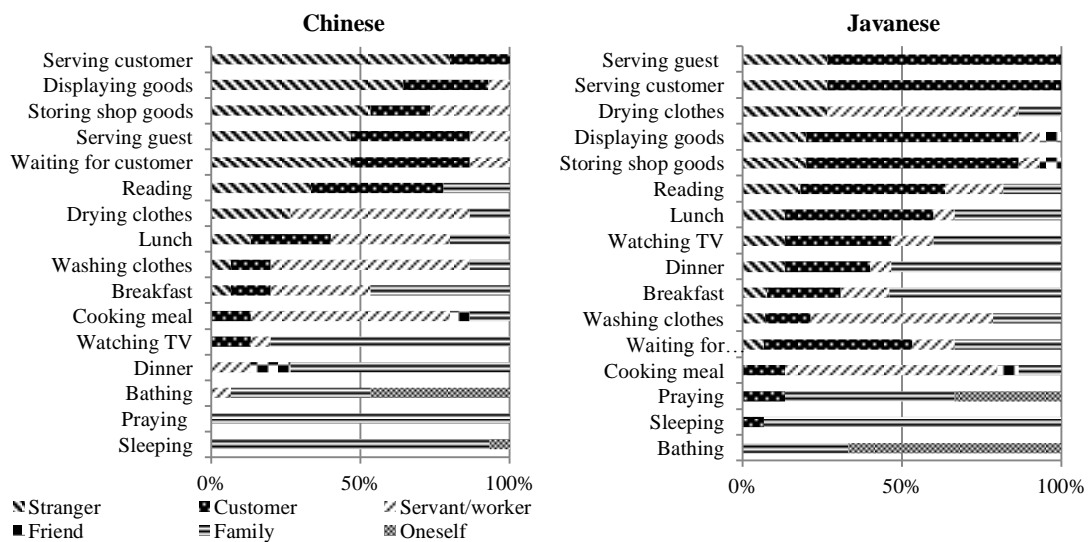 Chinese
Serving customer
Displaying goods
Storing shop goods
Serving guest
Waiting for customer
Reading
Drying clothes
Lunch
Washing clothes
Breakfast
Cooking meal
Watching TV
Dinner
Bathing
Praying
Sleeping
0% 50% 100%
Stranger Customer Servant/worker
Friend Family Oneself
Javanese
Serving guest
Serving customer
Drying clothes
Displaying goods
Storing shop goods
Reading
Lunch
Watching TV
Dinner
Breakfast
Washing clothes
Waiting for…
Cooking meal
Praying
Sleeping
Bathing
0% 50% 100%